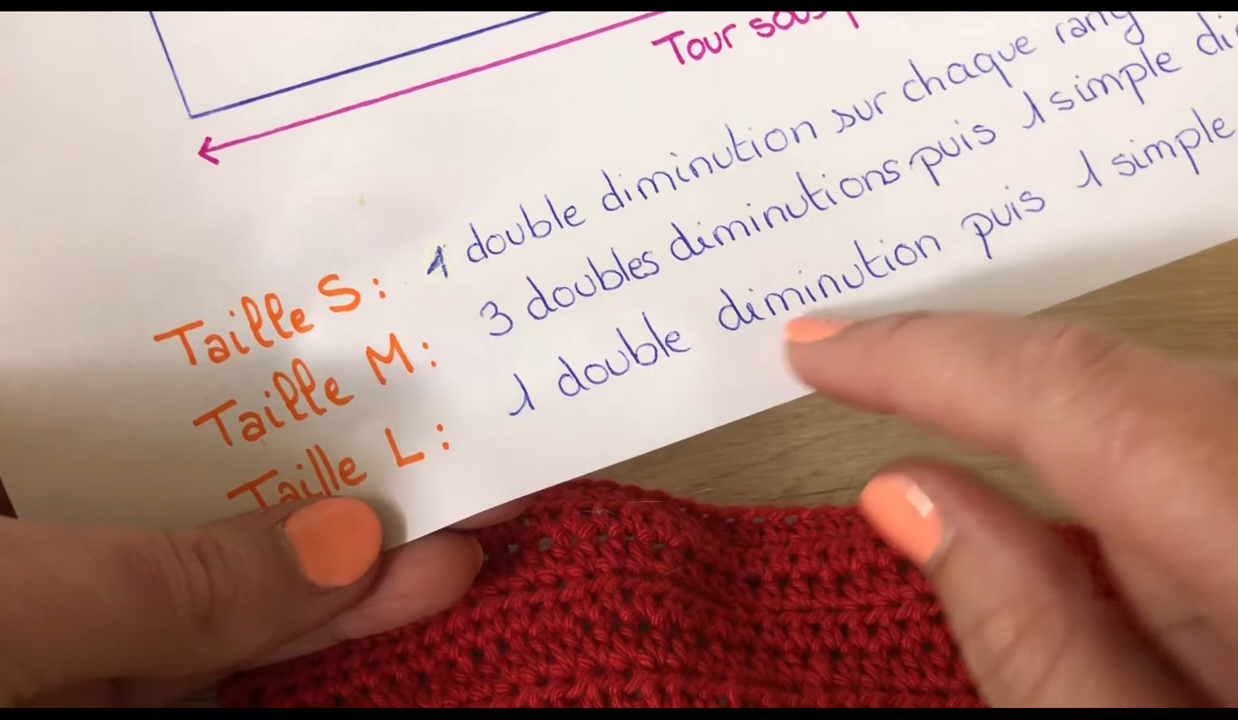 Tour sous
Taille S: 1 double diminution sur chaque rang
Taille M: 3 doubles diminutions puis 1 simple
Taille L: 1 double diminution puis 1 simple